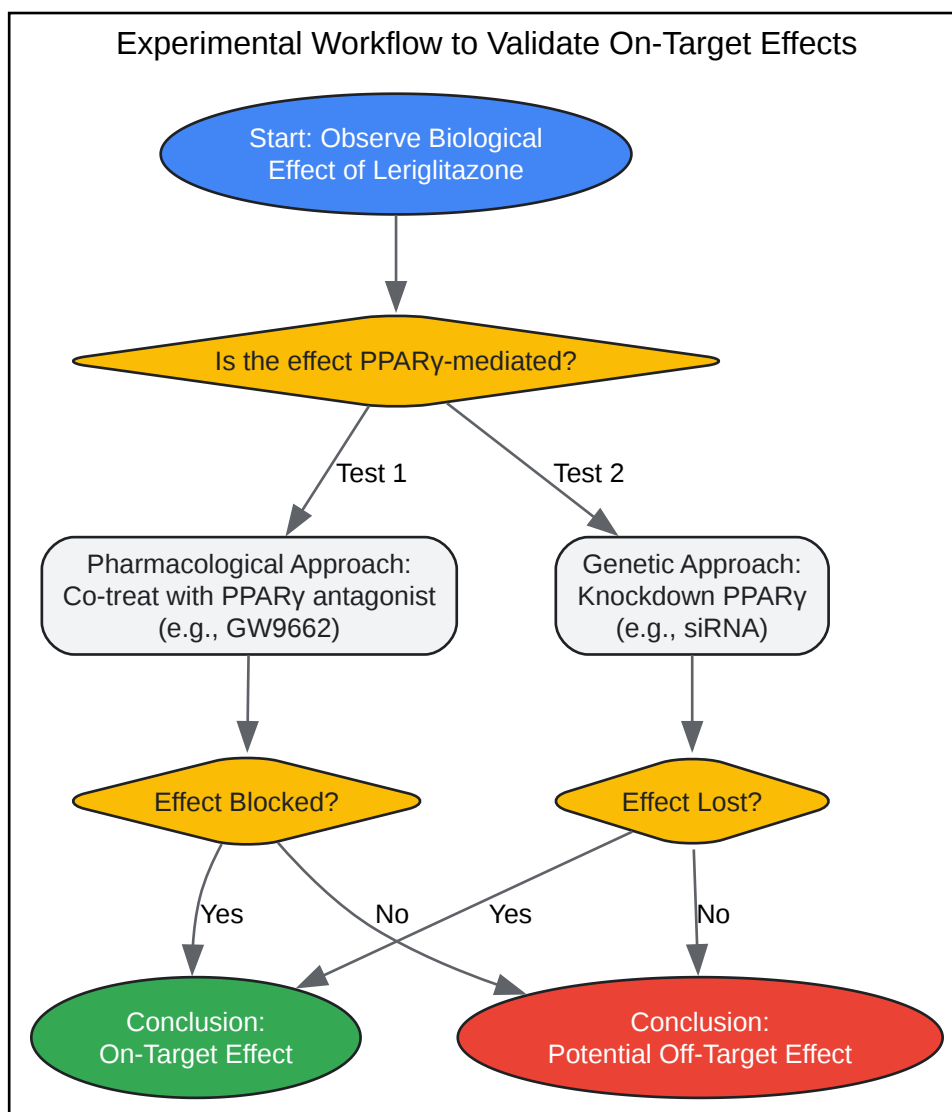 Experimental Workflow to Validate On-Target Effects
Start: Observe Biological
Effect of Leriglitazone
Is the effect PPARγ-mediated?
Test 1
Test 2
Pharmacological Approach:
Co-treat with PPARγ antagonist
(e.g., GW9662)
Genetic Approach:
Knockdown PPARγ
(e.g., siRNA)
Effect Blocked?
Effect Lost?
Yes
No
Yes
No
Conclusion:
On-Target Effect
Conclusion:
Potential Off-Target Effect